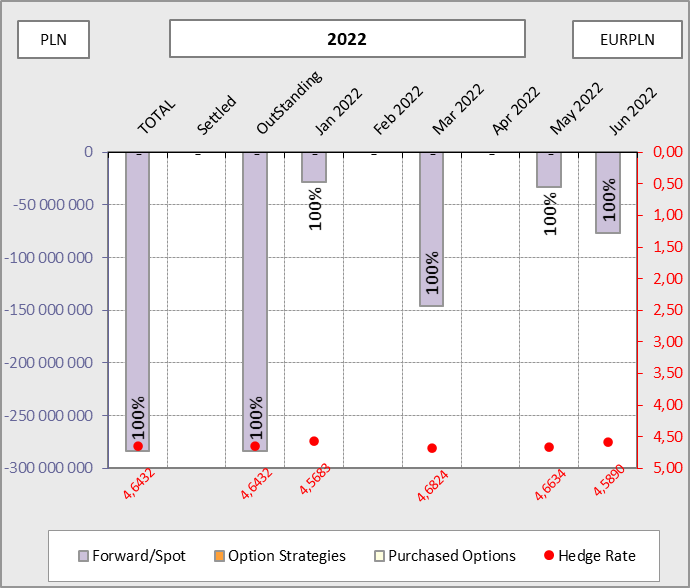 PLN
2022
EURPLN
TOTAL
Settled
OutStanding
Jan 2022
Feb 2022
Mar 2022
Apr 2022
May 2022
Jun 2022
0
-50 000 000
-100 000 000
-150 000 000
-200 000 000
-250 000 000
-300 000 000
0,00
0,50
1,00
1,50
2,00
2,50
3,00
3,50
4,00
4,50
5,00
100%
100%
100%
100%
100%
100%
4,6432
4,6432
4,5683
4,6824
4,6634
4,5890
Forward/Spot
Option Strategies
Purchased Options
Hedge Rate